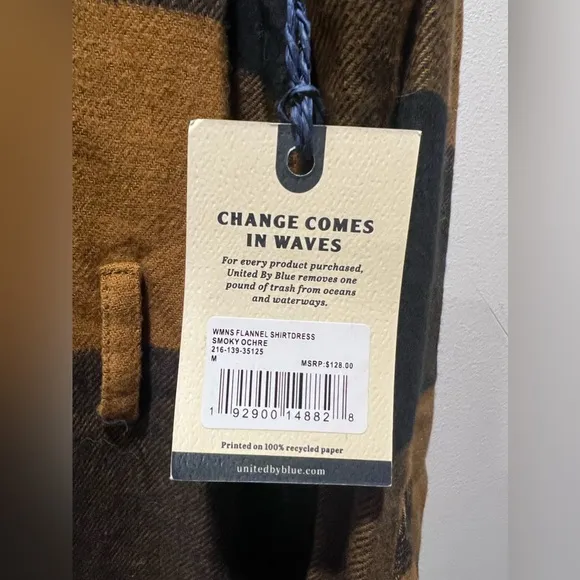 CHANGE COMES
IN WAVES
For every product purchased,
United By Blue removes one
pound of trash from oceans
and waterways.
WMNS FLANNEL SHIRTDRESS
SMOKY OCHRE
216-139-35125
M MSRP:$128.00
1 92900 14882 8
Printed on 100% recycled paper
unitedbyblue.com